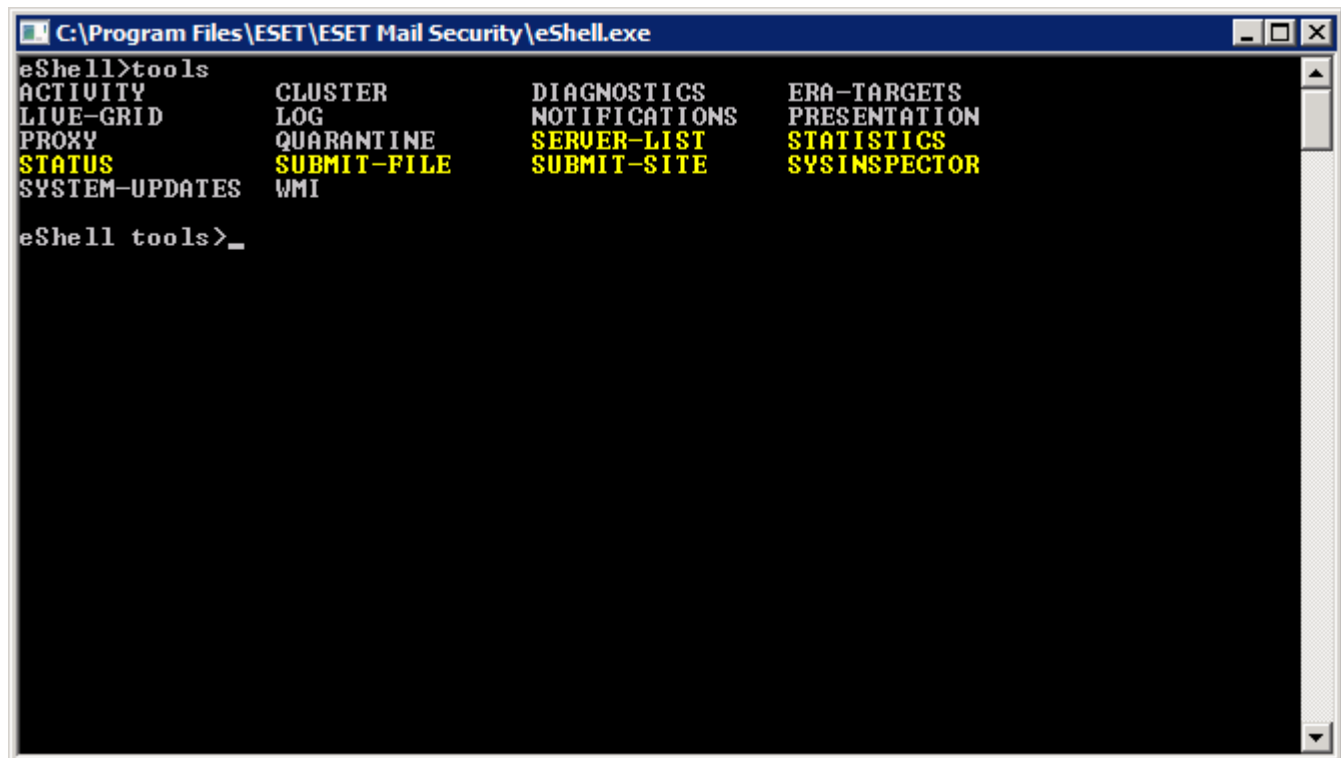 C:\Program Files\ESET\ESET Mail Security\eShell.exe
eShell>tools
ACTIVITY CLUSTER DIAGNOSTICS ERA-TARGETS
LIVE-GRID LOG NOTIFICATIONS PRESENTATION
PROXY QUARANTINE SERVER-LIST STATISTICS
STATUS SUBMIT-FILE SUBMIT-SITE SYSINSPECTOR
SYSTEM-UPDATES WMI
eShell tools>_